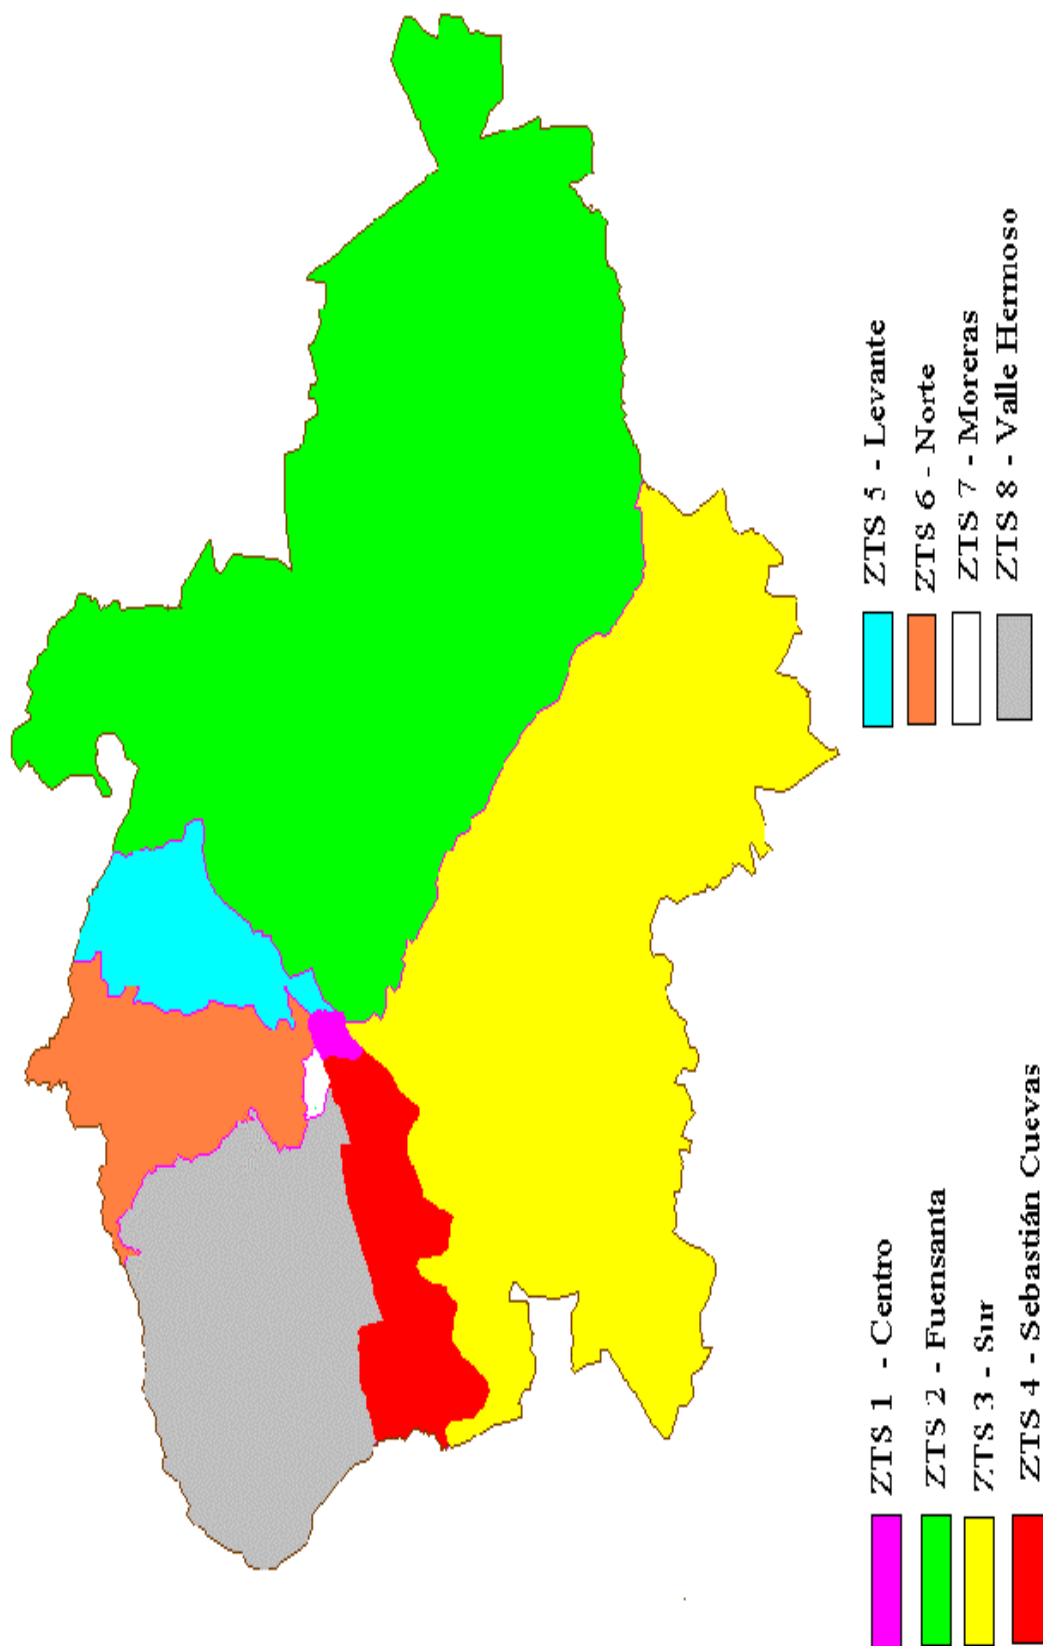 ZTS 1 - Centro
ZTS 2 - Fuensanta
ZTS 3 - Sur
ZTS 4 - Sebastián Cuevas
ZTS 5 - Levante
ZTS 6 - Norte
ZTS 7 - Moreras
ZTS 8 - Valle Hermoso